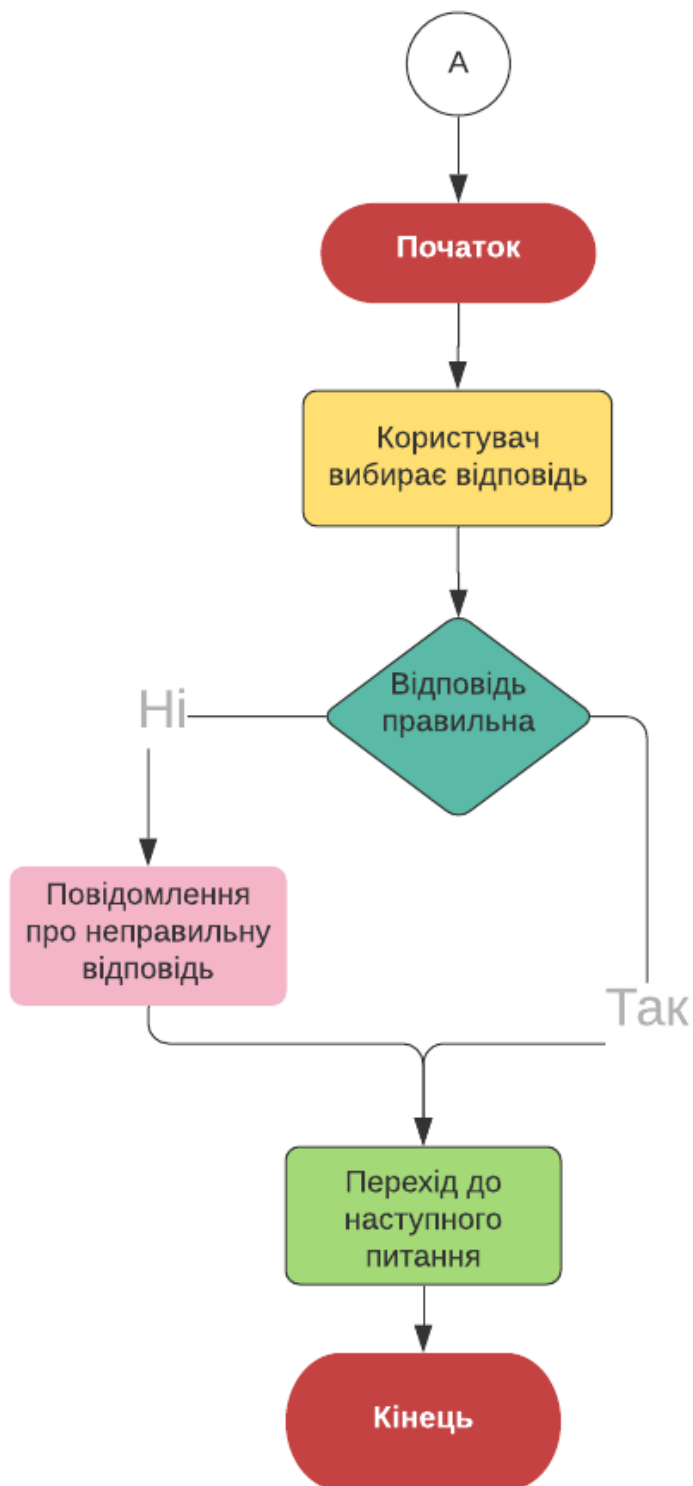 А
Початок
Користувач
вибирає відповідь
Відповідь
правильна
Ні
Повідомлення
про неправильну
відповідь
Так
Перехід до
наступного
питання
Кінець